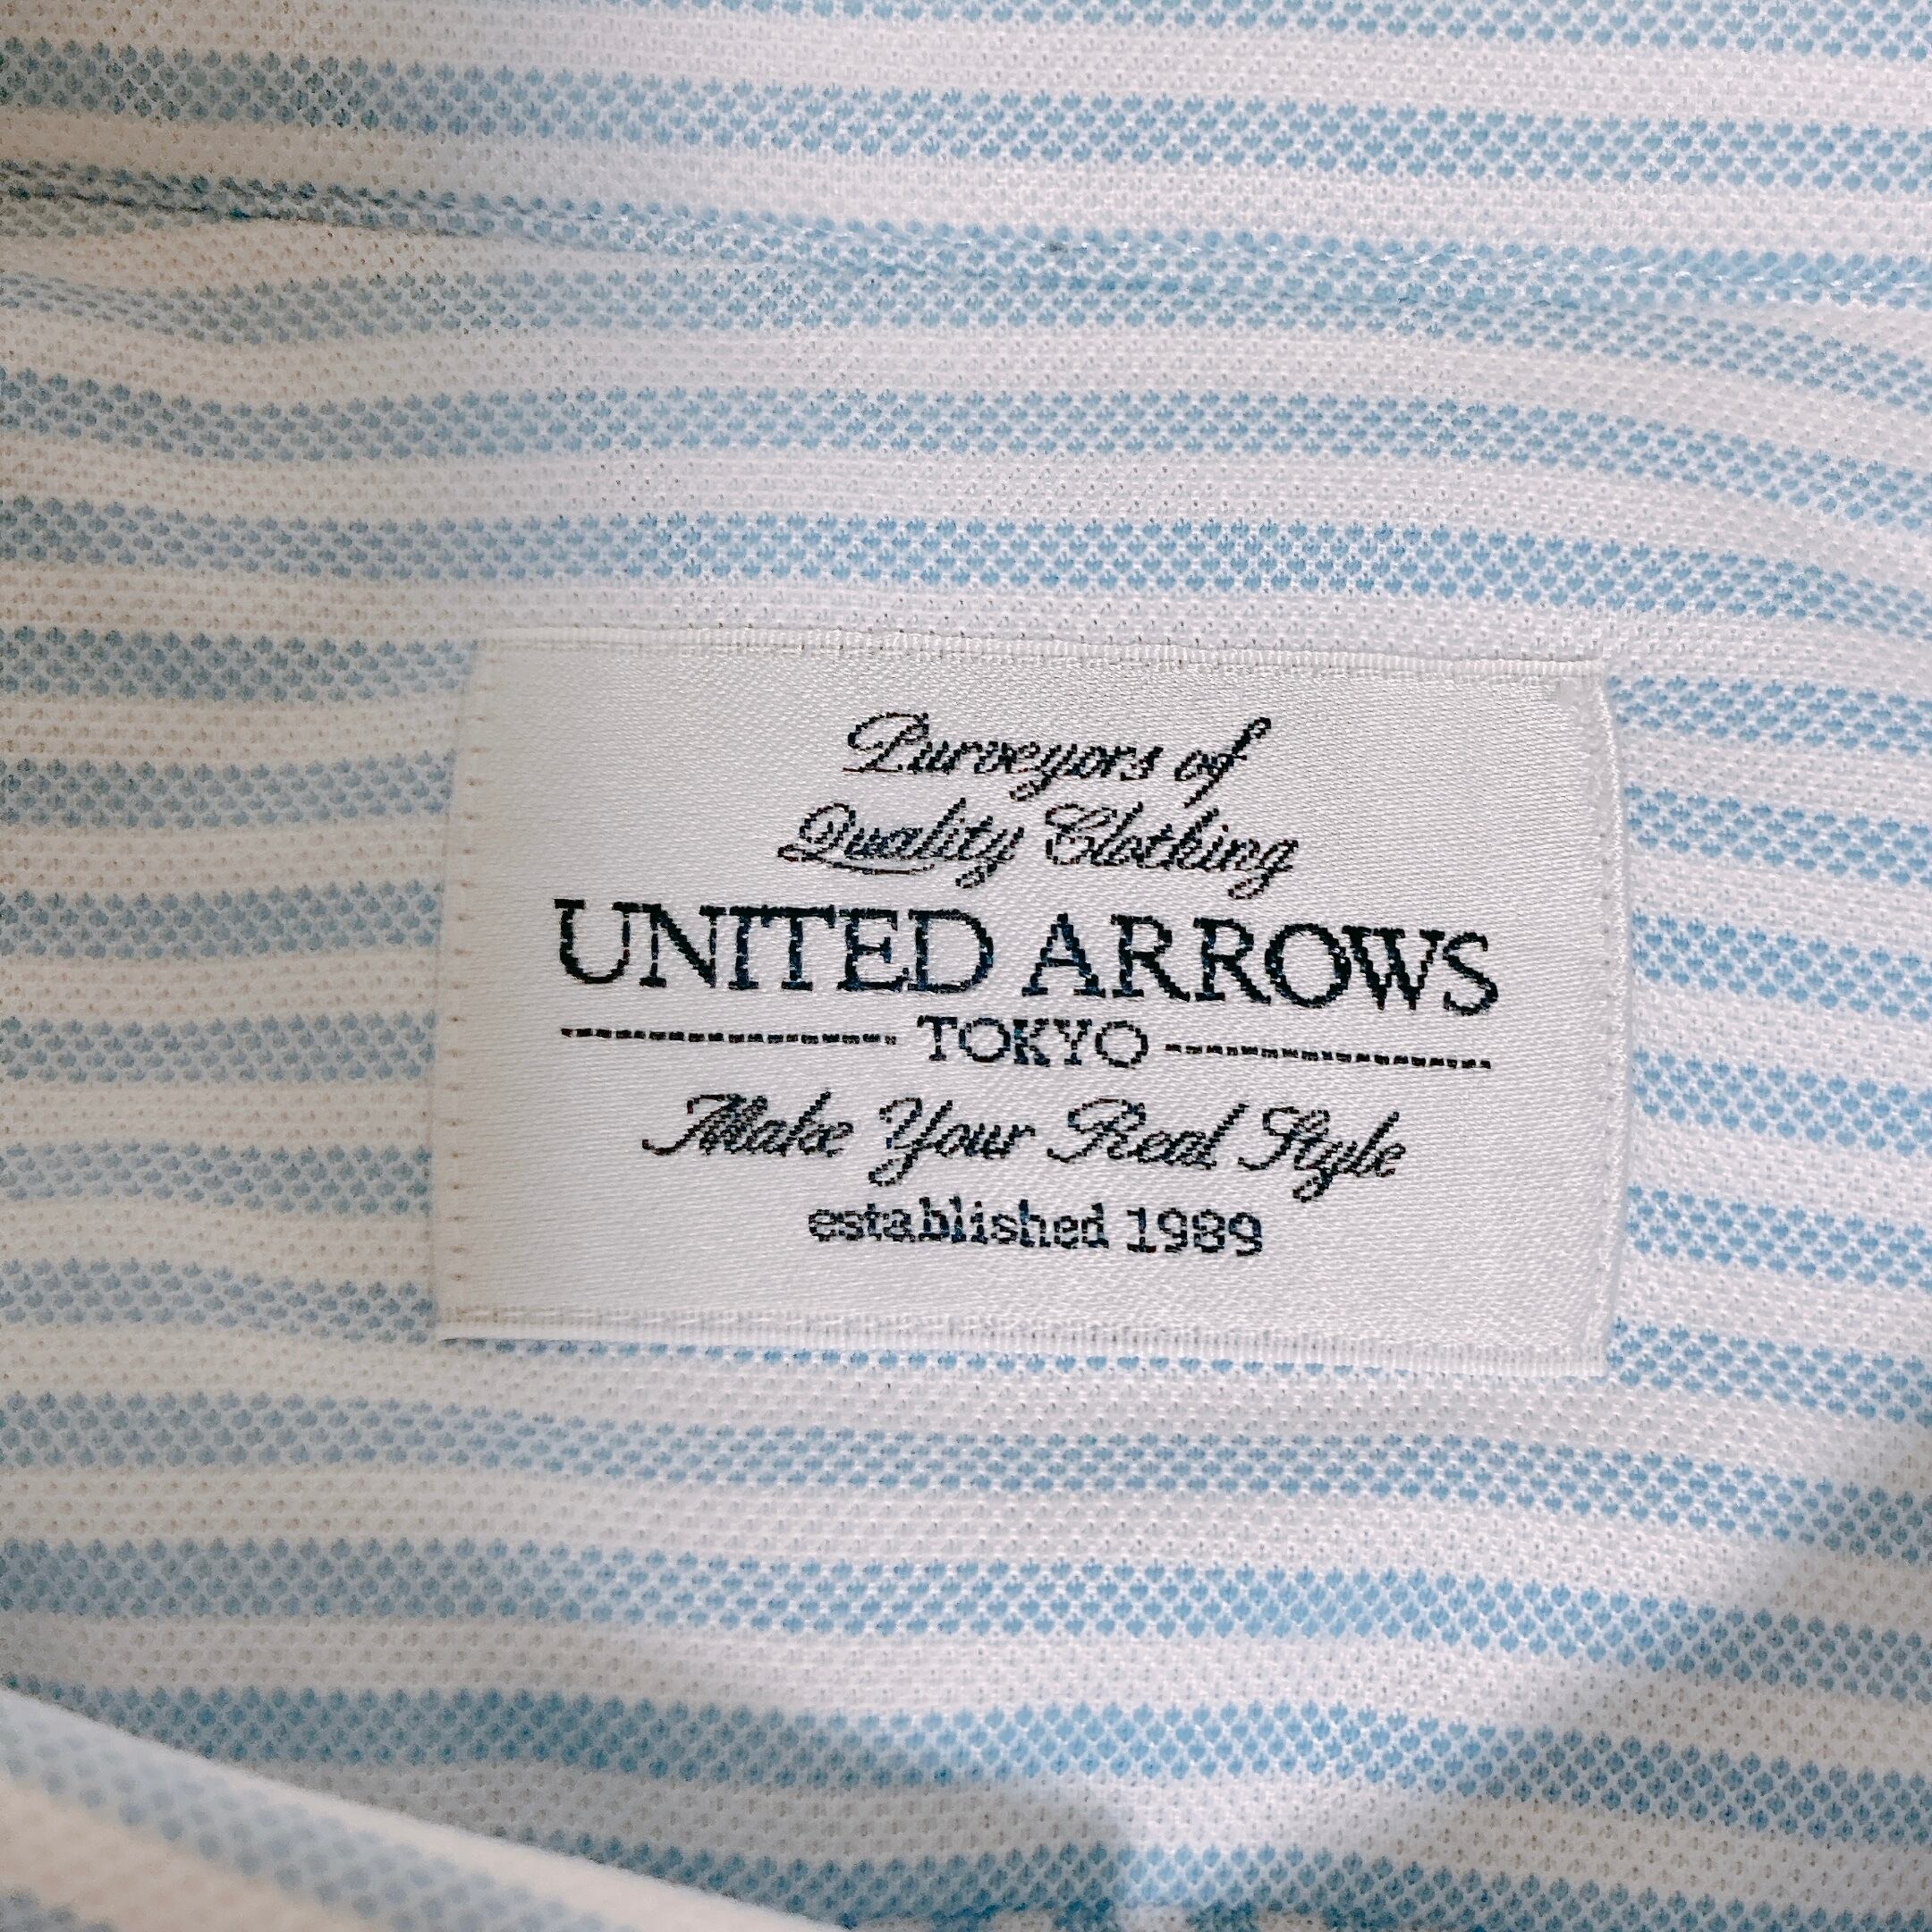 Purveyors of
Quality Clothing
UNITED ARROWS
TOKYO
Make Your Real Style
established 1989